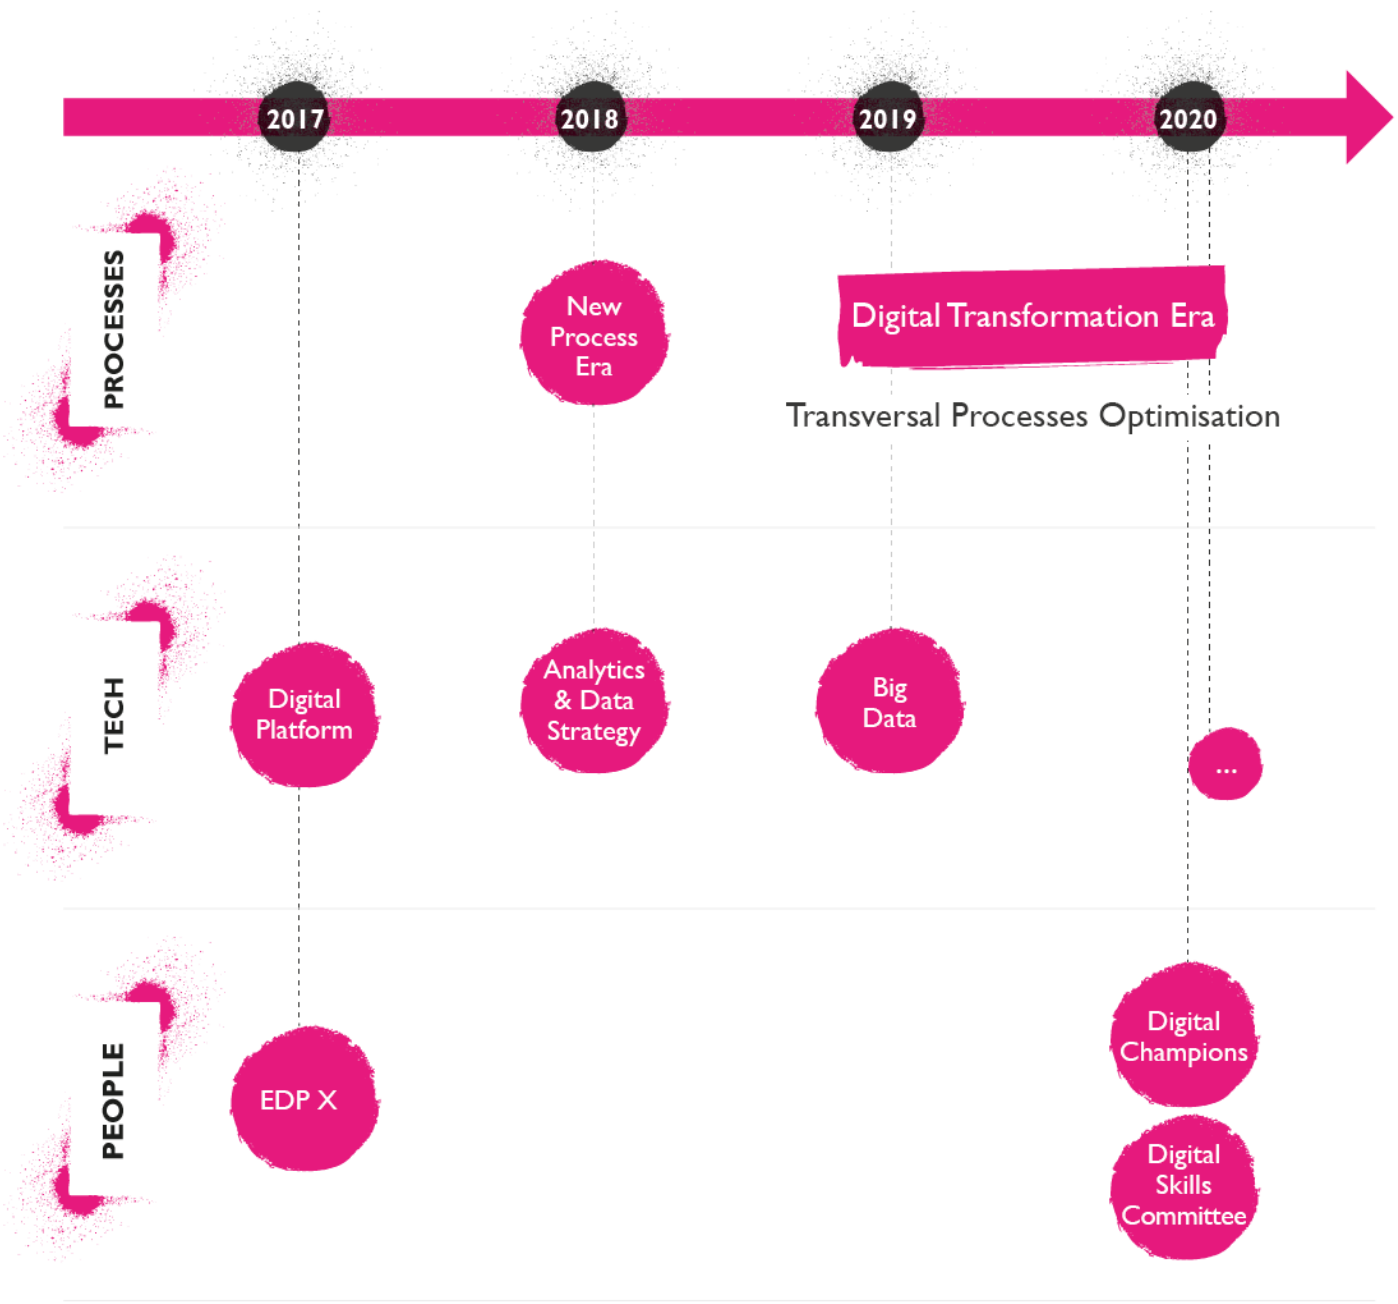 2017
2018
2019
2020
PROCESSES
New
Process
Era
Digital Transformation Era
Transversal Processes Optimisation
TECH
Digital
Platform
Analytics
& Data
Strategy
Big
Data
...
PEOPLE
EDP X
Digital
Champions
Digital
Skills
Committee